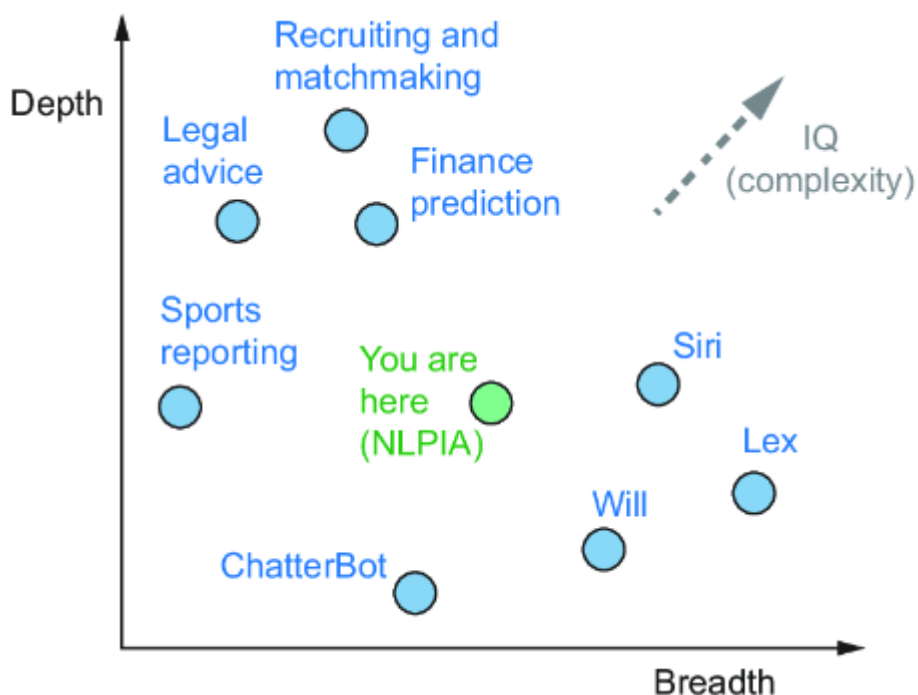 Recruiting and
matchmaking
Depth
Legal
advice
IQ
(complexity)
Finance
prediction
Sports
reporting
You are
here
(NLPIA)
Siri
Lex
Will
ChatterBot
Breadth